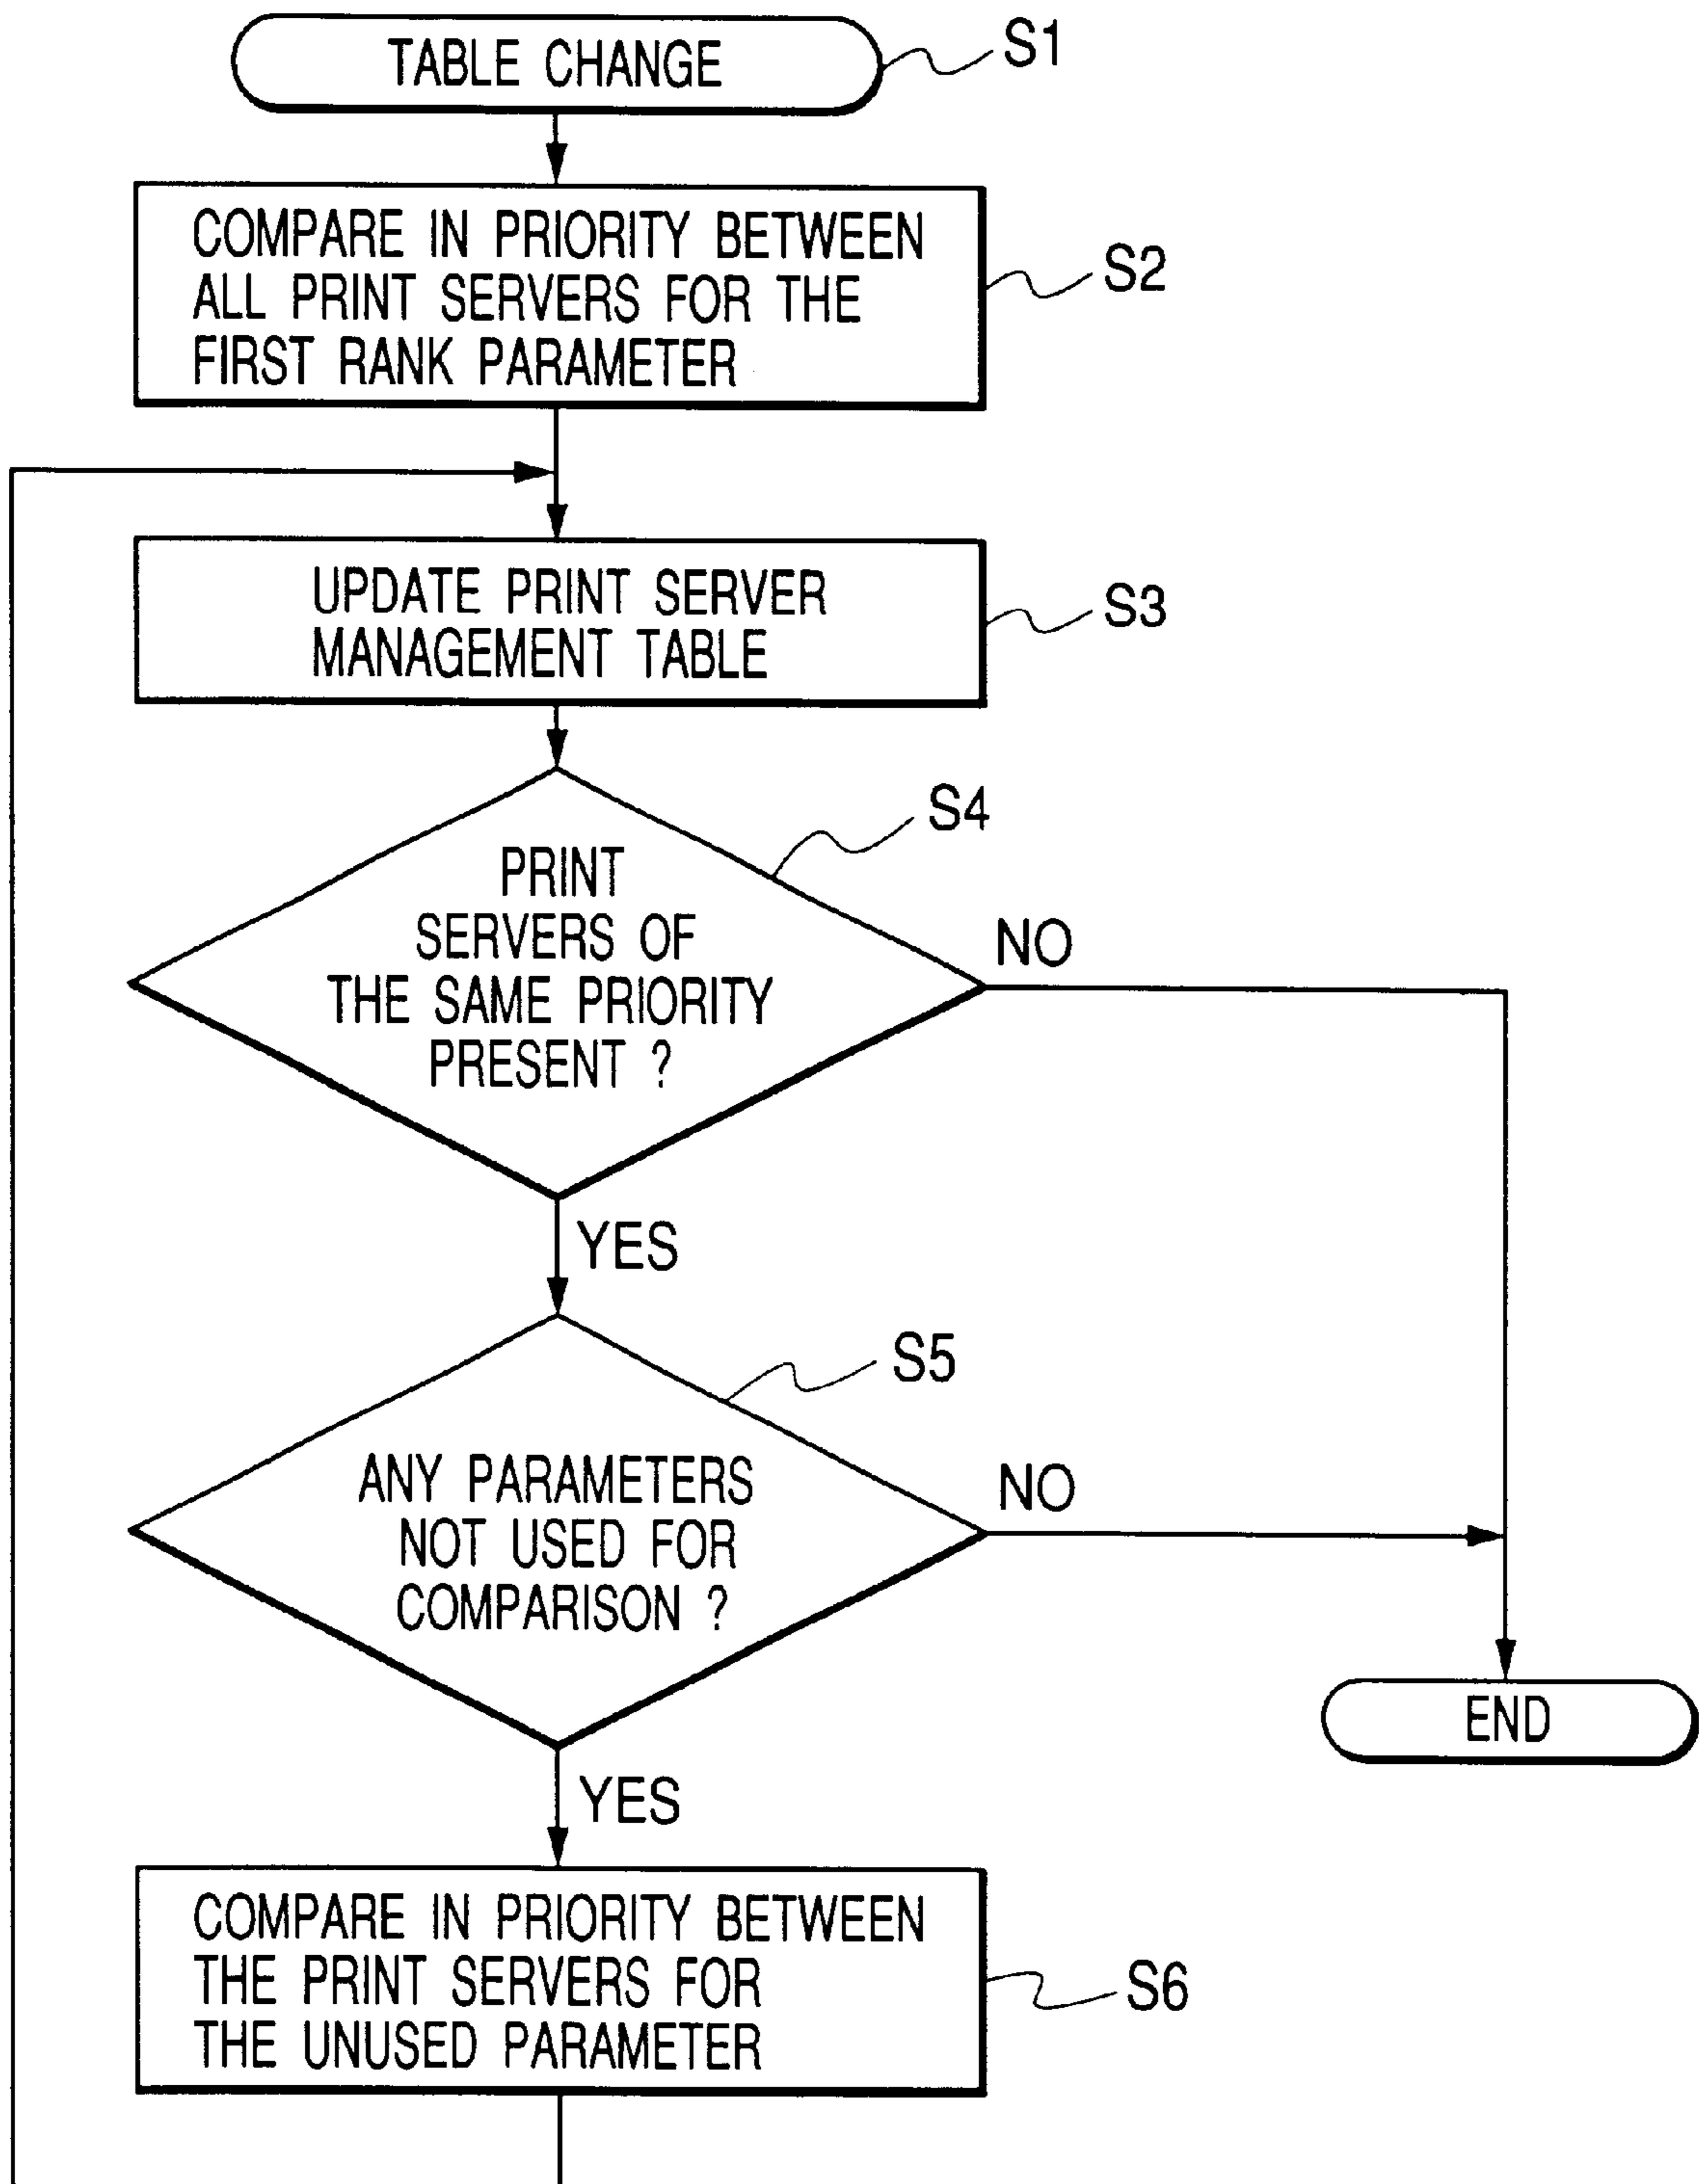 TABLE CHANGE
S1
COMPARE IN PRIORITY BETWEEN
ALL PRINT SERVERS FOR THE
FIRST RANK PARAMETER
S2
UPDATE PRINT SERVER
MANAGEMENT TABLE
S3
S4
PRINT
SERVERS OF
THE SAME PRIORITY
PRESENT ?
NO
YES
S5
ANY PARAMETERS
NOT USED FOR
COMPARISON ?
NO
END
YES
COMPARE IN PRIORITY BETWEEN
THE PRINT SERVERS FOR
THE UNUSED PARAMETER
S6